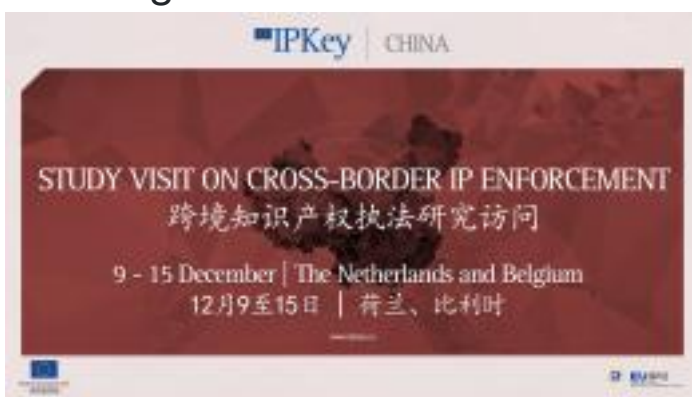 IPKey | CHINA
STUDY VISIT ON CROSS-BORDER IP ENFORCEMENT
跨境知识产权执法研究访问
9 - 15 December | The Netherlands and Belgium
12月9至15日 | 荷兰、比利时